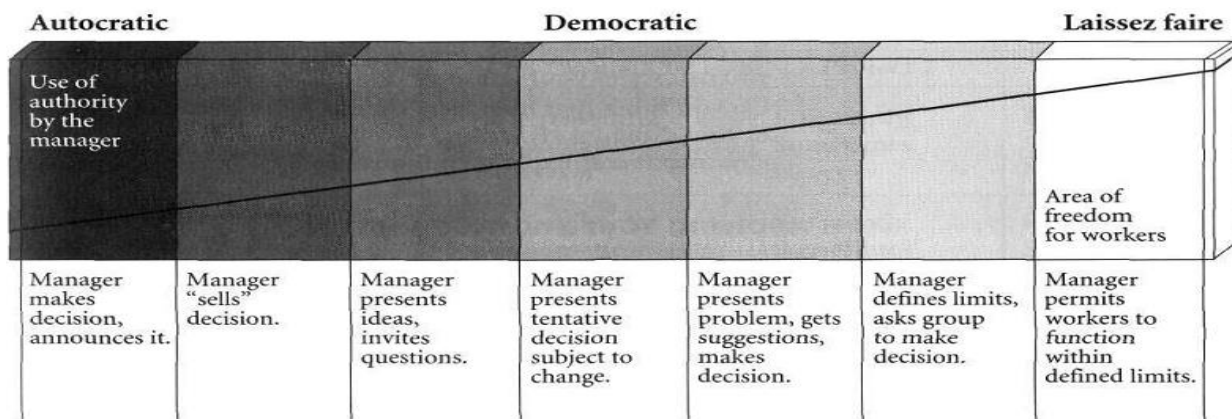 Autocratic Democratic Laissez faire
Use of
authority
by the
manager
Area of
freedom
for workers
Manager
makes
decision,
announces it.
Manager
“sells”
decision.
Manager
presents
ideas,
invites
questions.
Manager
presents
tentative
decision
subject to
change.
Manager
presents
problem, gets
suggestions,
makes
decision.
Manager
defines limits,
asks group
to make
decision.
Manager
permits
workers to
function
within
defined limits.